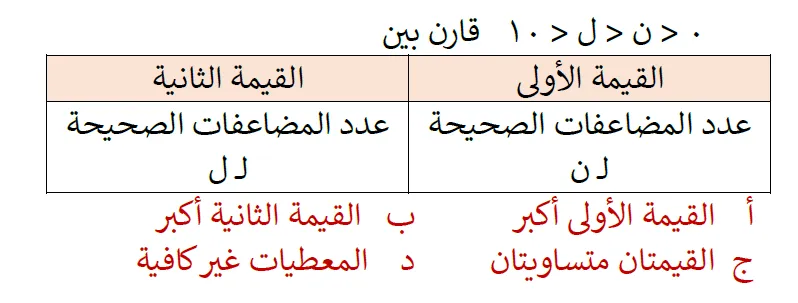 ٠ < ن < ل < ١٠ قارن بين
القيمة الأولى القيمة الثانية
عدد المضاعفات الصحيحة لـ ن
عدد المضاعفات الصحيحة لـ ل
أ القيمة الأولى أكبر ب القيمة الثانية أكبر
ج القيمتان متساويتان د المعطيات غير كافية